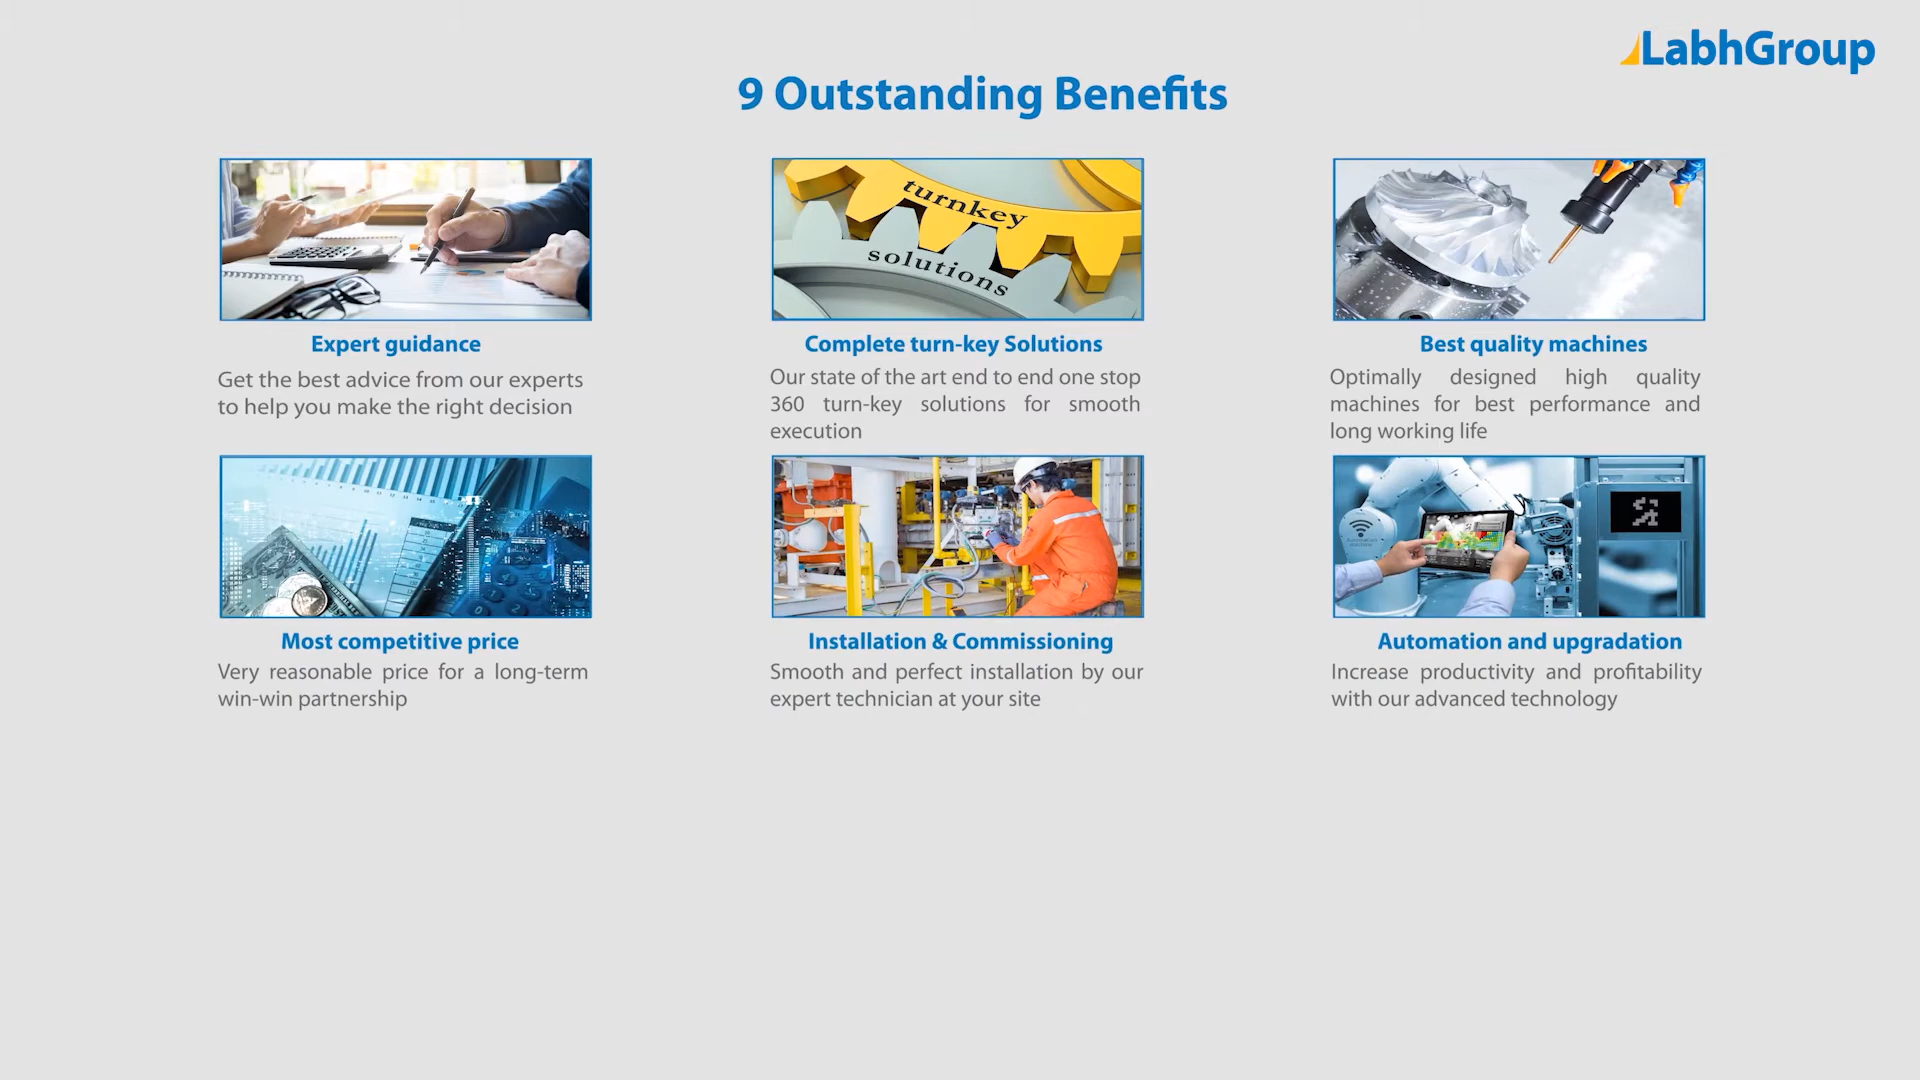 LabhGroup
9 Outstanding Benefits
turnkey
solutions
Expert guidance
Get the best advice from our experts
to help you make the right decision
Complete turn-key Solutions
Our state of the art end to end one stop
360 turn-key solutions for smooth
execution
Best quality machines
Optimally designed high quality
machines for best performance and
long working life
Most competitive price
Very reasonable price for a long-term
win-win partnership
Installation & Commissioning
Smooth and perfect installation by our
expert technician at your site
Automation and upgradation
Increase productivity and profitability
with our advanced technology